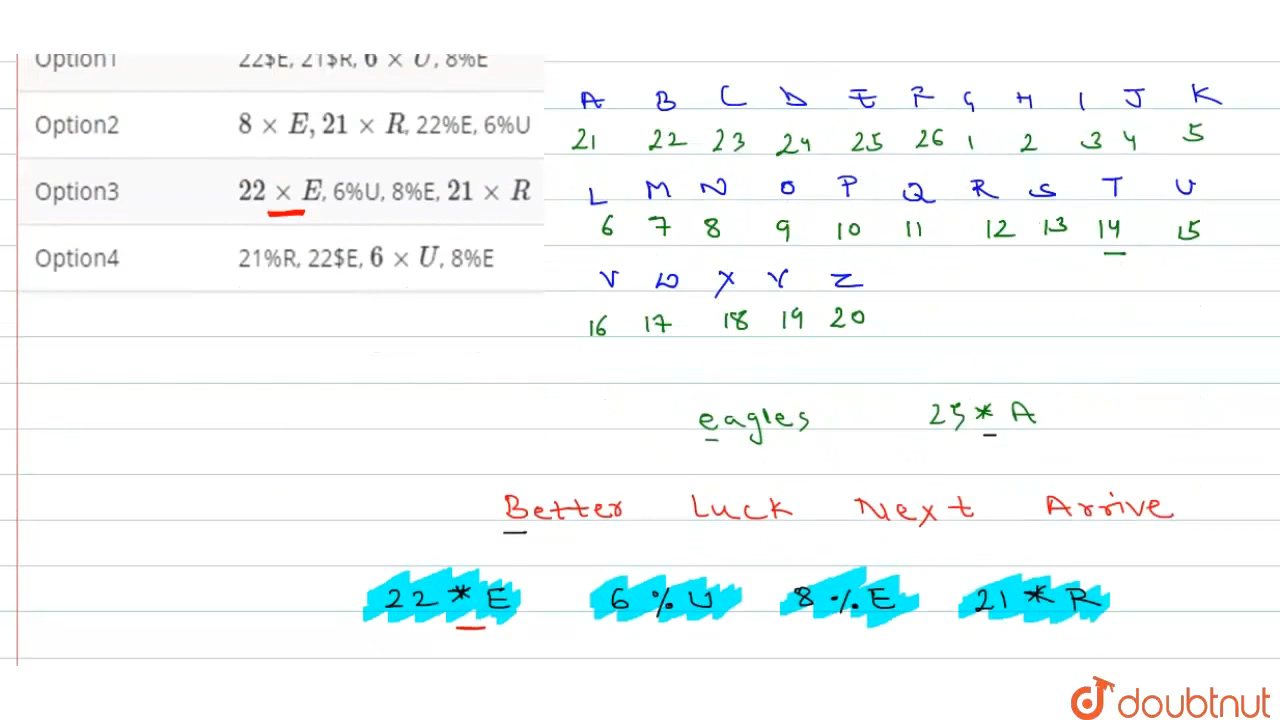 Option1 22$E, 21$R, 6 × U, 8%E
Option2 8 × E, 21 × R, 22%E, 6%U
Option3 22 × E, 6%U, 8%E, 21 × R
Option4 21%R, 22$E, 6 × U, 8%E
A B C D E F G H I J K
21 22 23 24 25 26 1 2 3 4 5
L M N O P Q R S T U
6 7 8 9 10 11 12 13 14 15
V W X Y Z
16 17 18 19 20
eagles 25 * A
Better Luck Next Arrive
22 * E 6 % U 8 % E 21 * R
doubtnut